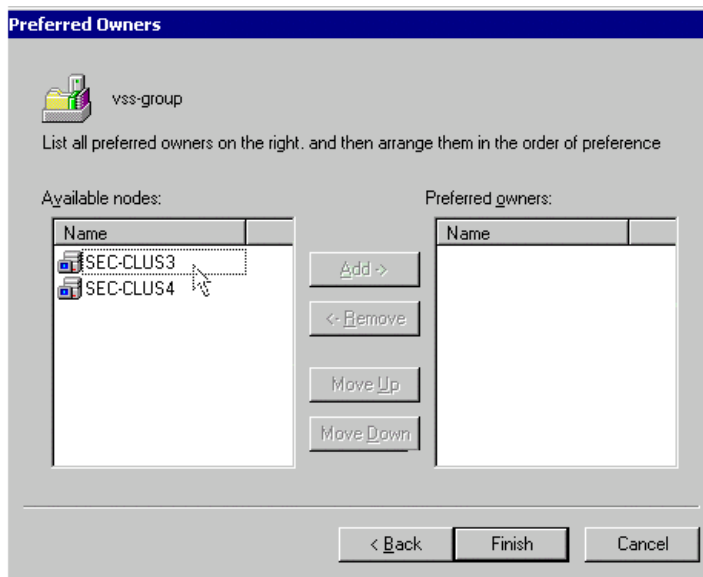 Preferred Owners
vss-group
List all preferred owners on the right. and then arrange them in the order of preference
Available nodes:
Preferred owners:
Name
Name
SEC-CLUS3
SEC-CLUS4
Add ->
<- Remove
Move Up
Move Down
< Back
Finish
Cancel